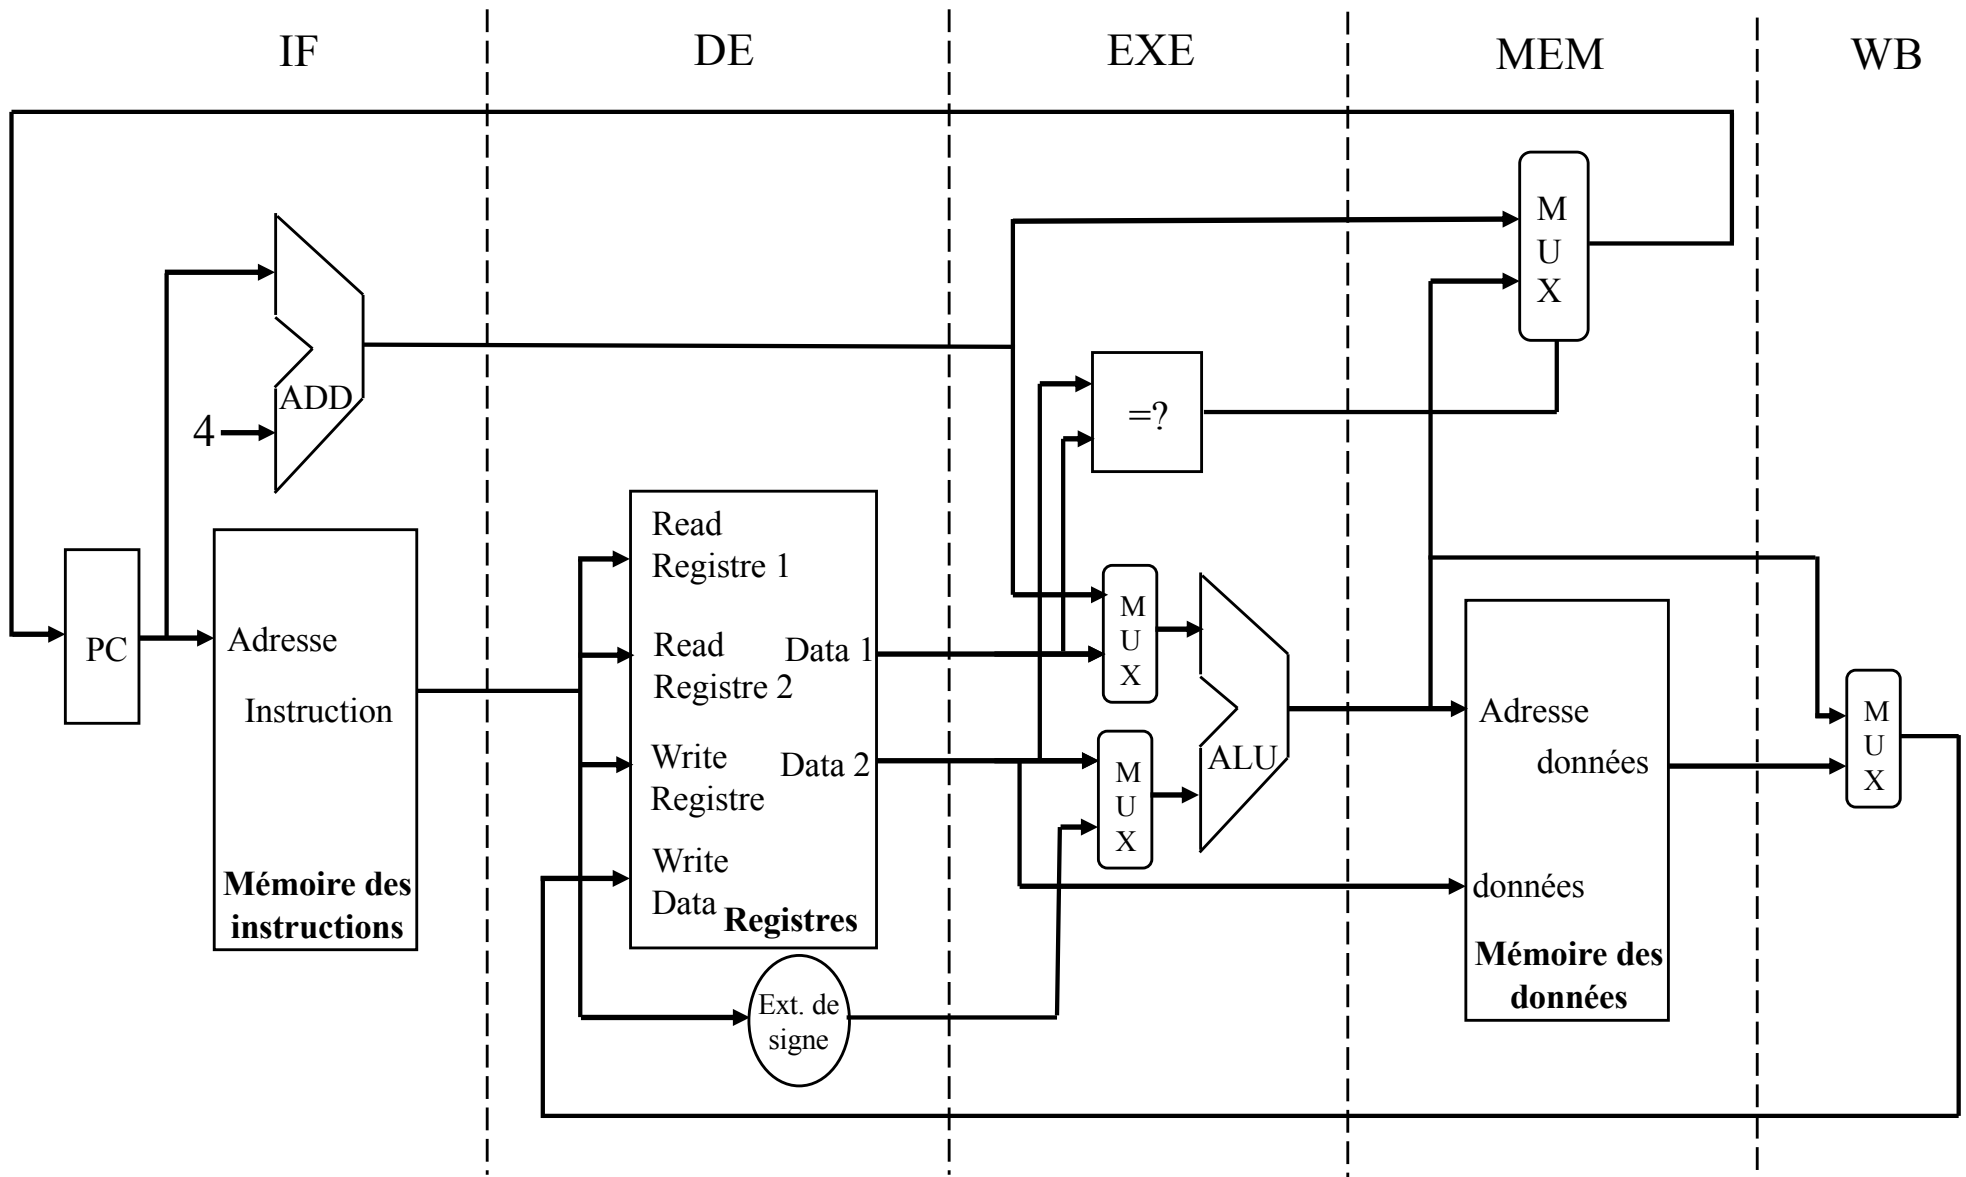 IF
DE
EXE
MEM
WB
ADD
4
PC
Adresse
Instruction
Mémoire des
instructions
Read
Registre 1
Read
Registre 2
Data 1
Write
Registre
Data 2
Write
Data
Registres
Ext. de
signe
=?
M
U
X
M
U
X
ALU
M
U
X
Adresse
données
données
Mémoire des
données
M
U
X